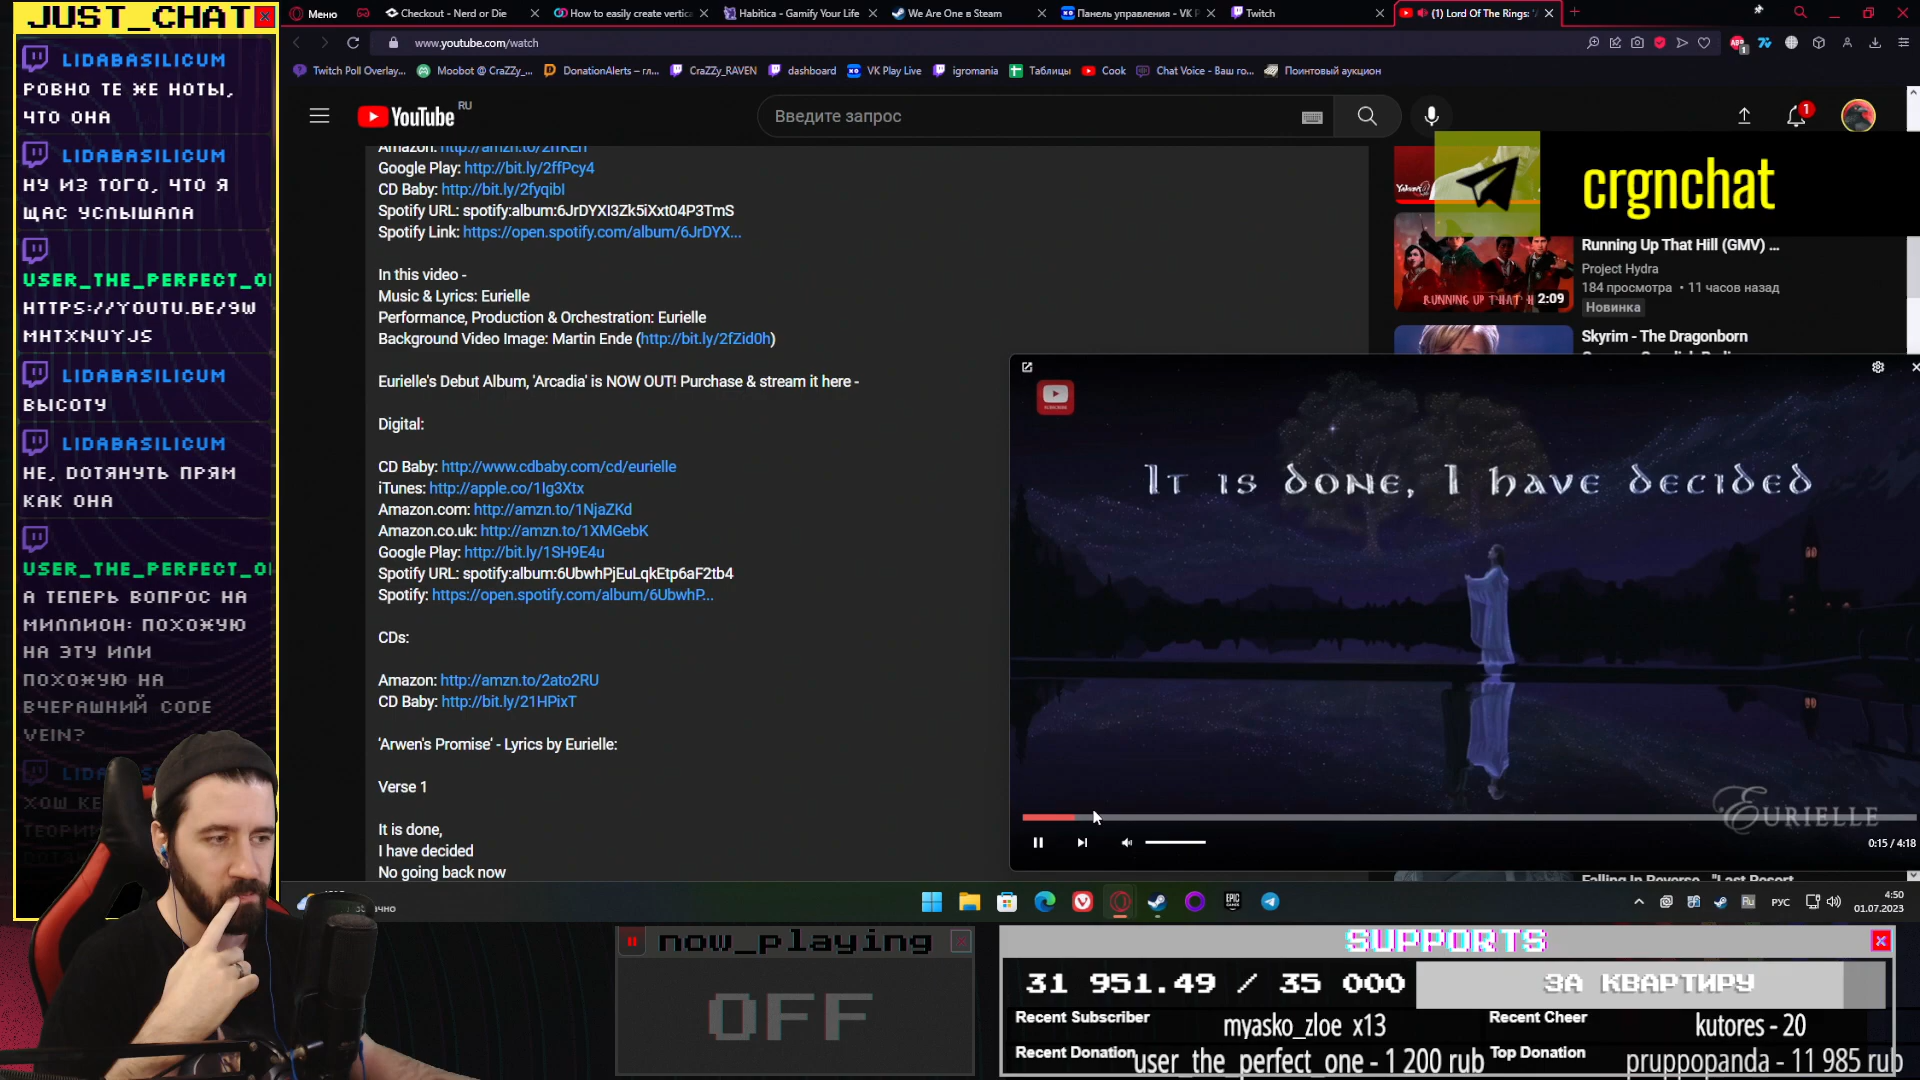 JUST_CHAT
LIDABASILICUM
РОВНО ТЕ ЖЕ НОТЫ,
ЧТО ОНА
LIDABASILICUM
НУ ИЗ ТОГО, ЧТО Я
ЩАС УСЛЫШАЛА
USER_THE_PERFECT_O
HTTPS://YOUTU.BE/9W
MHTXNUYJS
LIDABASILICUM
ВЫСОТУ
LIDABASILICUM
НЕ, ДОТЯНУТЬ ПРЯМ
КАК ОНА
USER_THE_PERFECT_O
А ТЕПЕРЬ ВОПРОС НА
МИЛЛИОН: ПОХОЖУЮ
НА ЭТУ ИЛИ
ПОХОЖУЮ НА
ВЧЕРАШНИЙ CODE
VEIN?
Меню
Checkout - Nerd or Die
How to easily create vertica
Habitica - Gamify Your Life
We Are One в Steam
Панель управления - VK P
Twitch
(1) Lord Of The Rings: 'A
www.youtube.com/watch
Twitch Poll Overlay...
Moobot @ CraZZy_...
DonationAlerts – гл...
CraZZy_RAVEN
dashboard
VK Play Live
igromania
Таблицы
Cook
Chat Voice - Ваш го...
Поинтовый аукцион
YouTube RU
Введите запрос
1
Google Play: http://bit.ly/2ffPcy4
CD Baby: http://bit.ly/2fyqibI
Spotify URL: spotify:album:6JrDYXI3Zk5iXxt04P3TmS
Spotify Link: https://open.spotify.com/album/6JrDYX...
In this video -
Music & Lyrics: Eurielle
Performance, Production & Orchestration: Eurielle
Background Video Image: Martin Ende (http://bit.ly/2fZid0h)
Eurielle's Debut Album, 'Arcadia' is NOW OUT! Purchase & stream it here -
Digital:
CD Baby: http://www.cdbaby.com/cd/eurielle
iTunes: http://apple.co/1Ig3Xtx
Amazon.com: http://amzn.to/1NjaZKd
Amazon.co.uk: http://amzn.to/1XMGebK
Google Play: http://bit.ly/1SH9E4u
Spotify URL: spotify:album:6UbwhPjEuLqkEtp6aF2tb4
Spotify: https://open.spotify.com/album/6UbwhP...
CDs:
Amazon: http://amzn.to/2ato2RU
CD Baby: http://bit.ly/21HPixT
'Arwen's Promise' - Lyrics by Eurielle:
Verse 1
It is done,
I have decided
No going back now
crgnchat
Running Up That Hill (GMV) ...
Project Hydra
184 просмотра • 11 часов назад
Новинка
RUNNING UP THAT H
2:09
Skyrim - The Dragonborn
It is done, I have decided
EURIELLE
0:15 / 4:18
Falling In Reverse - "Last Resort
РУС
4:50
01.07.2023
now_playing
OFF
SUPPORTS
31 951.49 / 35 000
ЗА КВАРТИРУ
Recent Subscriber
myasko_zloe x13
Recent Cheer
kutores - 20
Recent Donation
user_the_perfect_one - 1 200 rub
Top Donation
pruppopanda - 11 985 rub